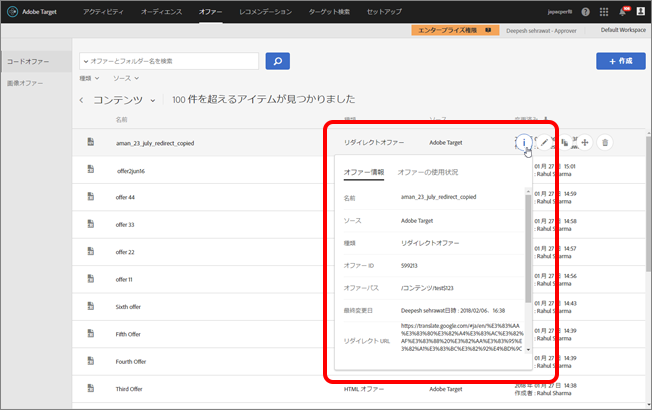 Adobe Target アクティビティ オーディエンス オファー レコメンデーション ターゲット検索 セットアップ
エンタープライズ権限 Deepesh sehrawat - Approver Default Workspace
コードオファー
画像オファー
オファーとフォルダー名を検索
+ 作成
種類 ソース
コンテンツ 100 件を超えるアイテムが見つかりました
名前 ソース
aman_23_july_redirect_copied リダイレクトオファー Adobe Target
offer2jun16
offer 44
offer 33
offer 22
offer 11
Sixth offer
Fifth Offer
Fourth Offer
Third Offer HTML オファー Adobe Target 2018 年 01 月 27 日 14:38
作成者 : Rahul Sharma
オファー情報 オファーの使用状況
名前 aman_23_july_redirect_copied
ソース Adobe Target
種類 リダイレクトオファー
オファー ID 599213
オファーパス /コンテンツ/test$123
最終変更日 Deepesh sehrawat日時 : 2018/02/06、16:38
リダイレクト URL https://translate.google.com/#ja/en/%E3%83%AA
%E3%83%80%E3%82%A4%E3%83%AC%E3%82%
AF%E3%83%88%20%E3%82%AA%E3%83%95%E
3%82%A1%E3%83%BC%E3%82%92%E4%BD%9C
01 月 27 日 15:01
: Rahul Sharma
01 月 27 日 14:59
: Rahul Sharma
01 月 27 日 14:58
: Rahul Sharma
01 月 27 日 14:57
: Rahul Sharma
01 月 27 日 14:56
: Rahul Sharma
01 月 27 日 14:43
: Rahul Sharma
01 月 27 日 14:39
: Rahul Sharma
01 月 27 日 14:39
: Rahul Sharma